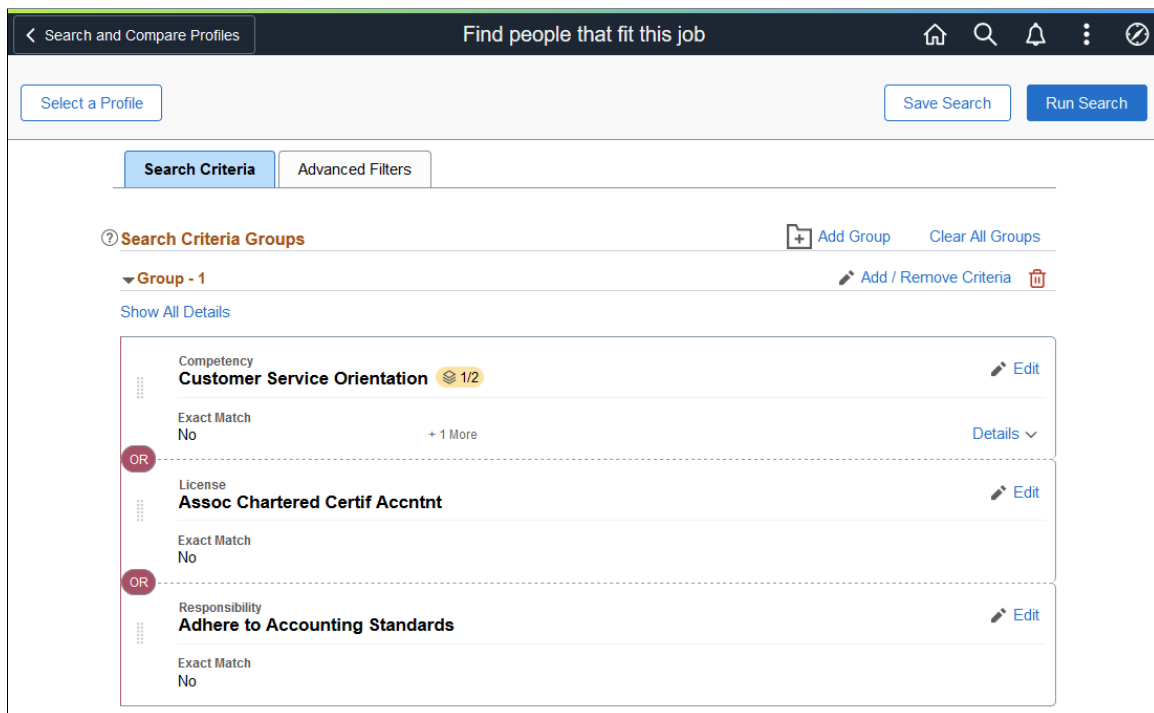 Search and Compare Profiles
Find people that fit this job
Select a Profile
Save Search
Run Search
Search Criteria
Advanced Filters
Search Criteria Groups
Add Group
Clear All Groups
Group - 1
Add / Remove Criteria
Show All Details
Competency
Customer Service Orientation 1/2
Edit
Exact Match
No
+ 1 More
Details
OR
License
Assoc Chartered Certif Accntnt
Edit
Exact Match
No
OR
Responsibility
Adhere to Accounting Standards
Edit
Exact Match
No